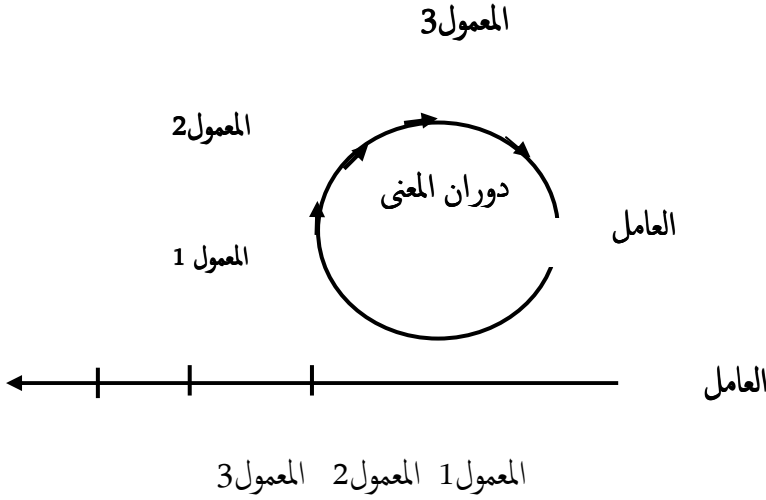 المعمول3
المعمول2
دوران المعنى
العامل
المعمول 1
العامل
المعمول1 المعمول2 المعمول3